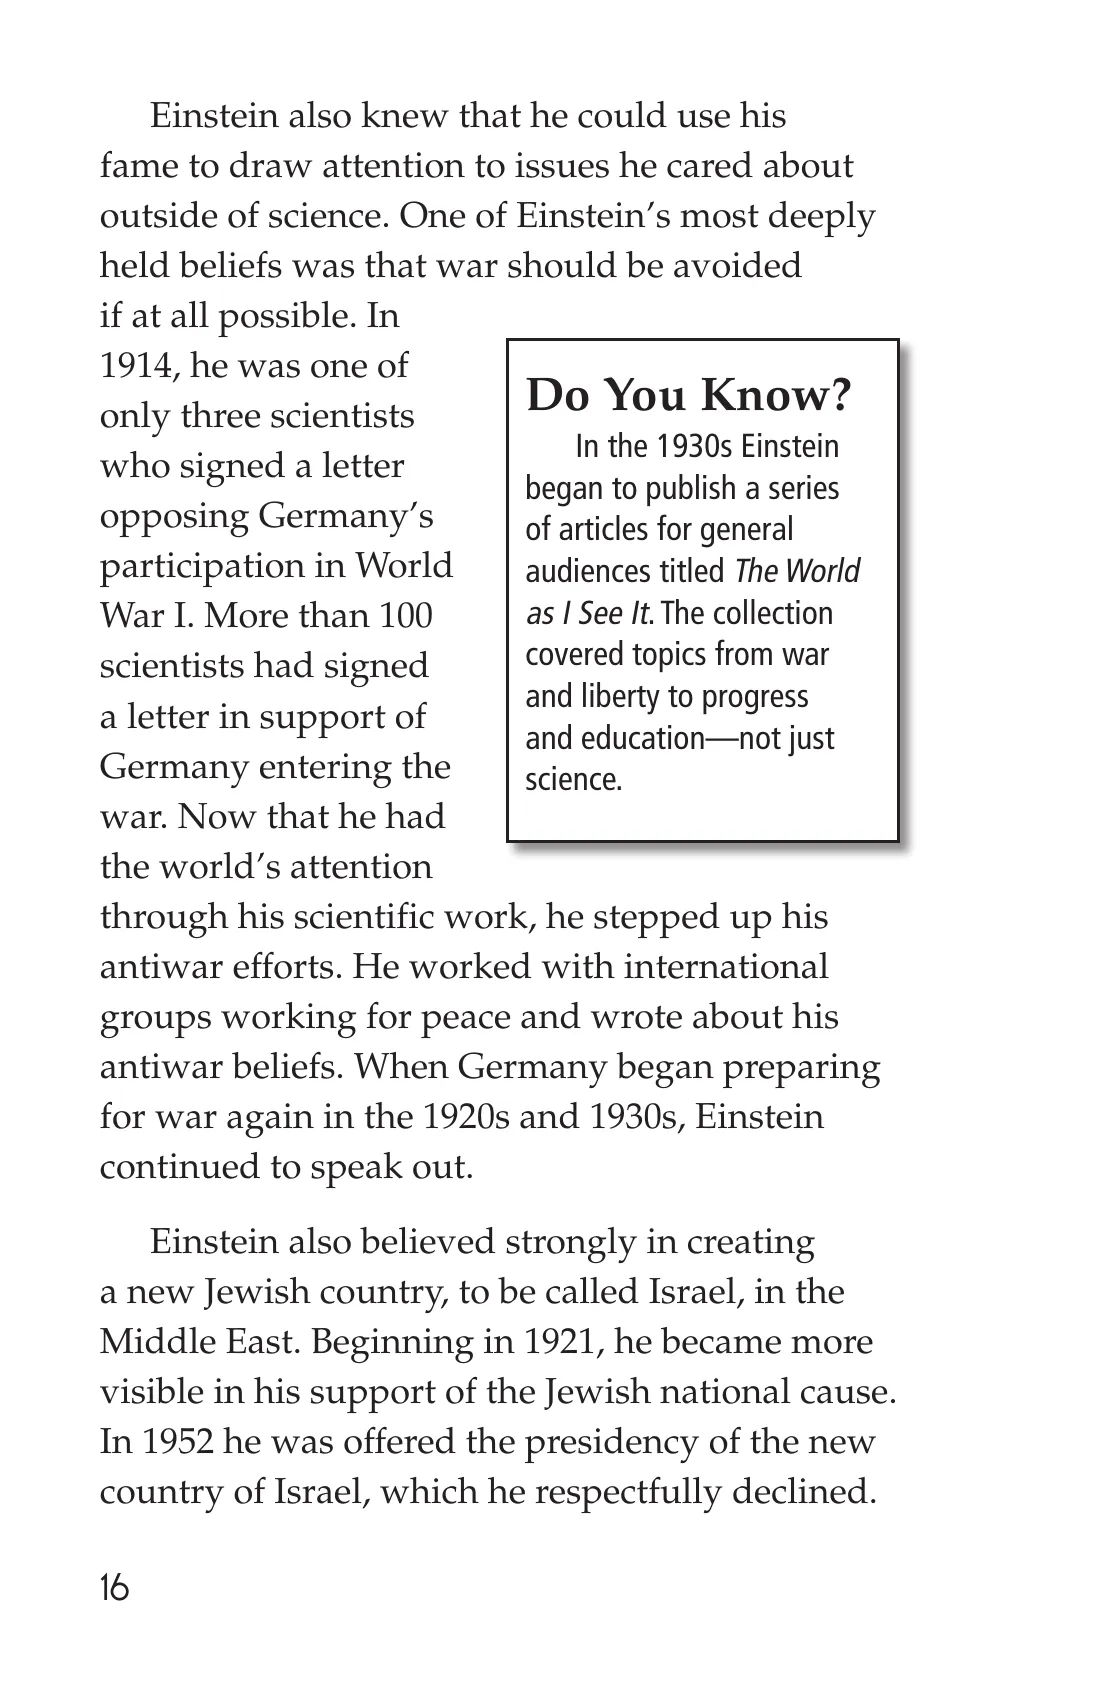 Einstein also knew that he could use his
fame to draw attention to issues he cared about
outside of science. One of Einstein’s most deeply
held beliefs was that war should be avoided
if at all possible. In
1914, he was one of
only three scientists
who signed a letter
opposing Germany’s
participation in World
War I. More than 100
scientists had signed
a letter in support of
Germany entering the
war. Now that he had
the world’s attention
through his scientific work, he stepped up his
antiwar efforts. He worked with international
groups working for peace and wrote about his
antiwar beliefs. When Germany began preparing
for war again in the 1920s and 1930s, Einstein
continued to speak out.
Do You Know?
In the 1930s Einstein
began to publish a series
of articles for general
audiences titled The World
as I See It. The collection
covered topics from war
and liberty to progress
and education—not just
science.
Einstein also believed strongly in creating
a new Jewish country, to be called Israel, in the
Middle East. Beginning in 1921, he became more
visible in his support of the Jewish national cause.
In 1952 he was offered the presidency of the new
country of Israel, which he respectfully declined.
16